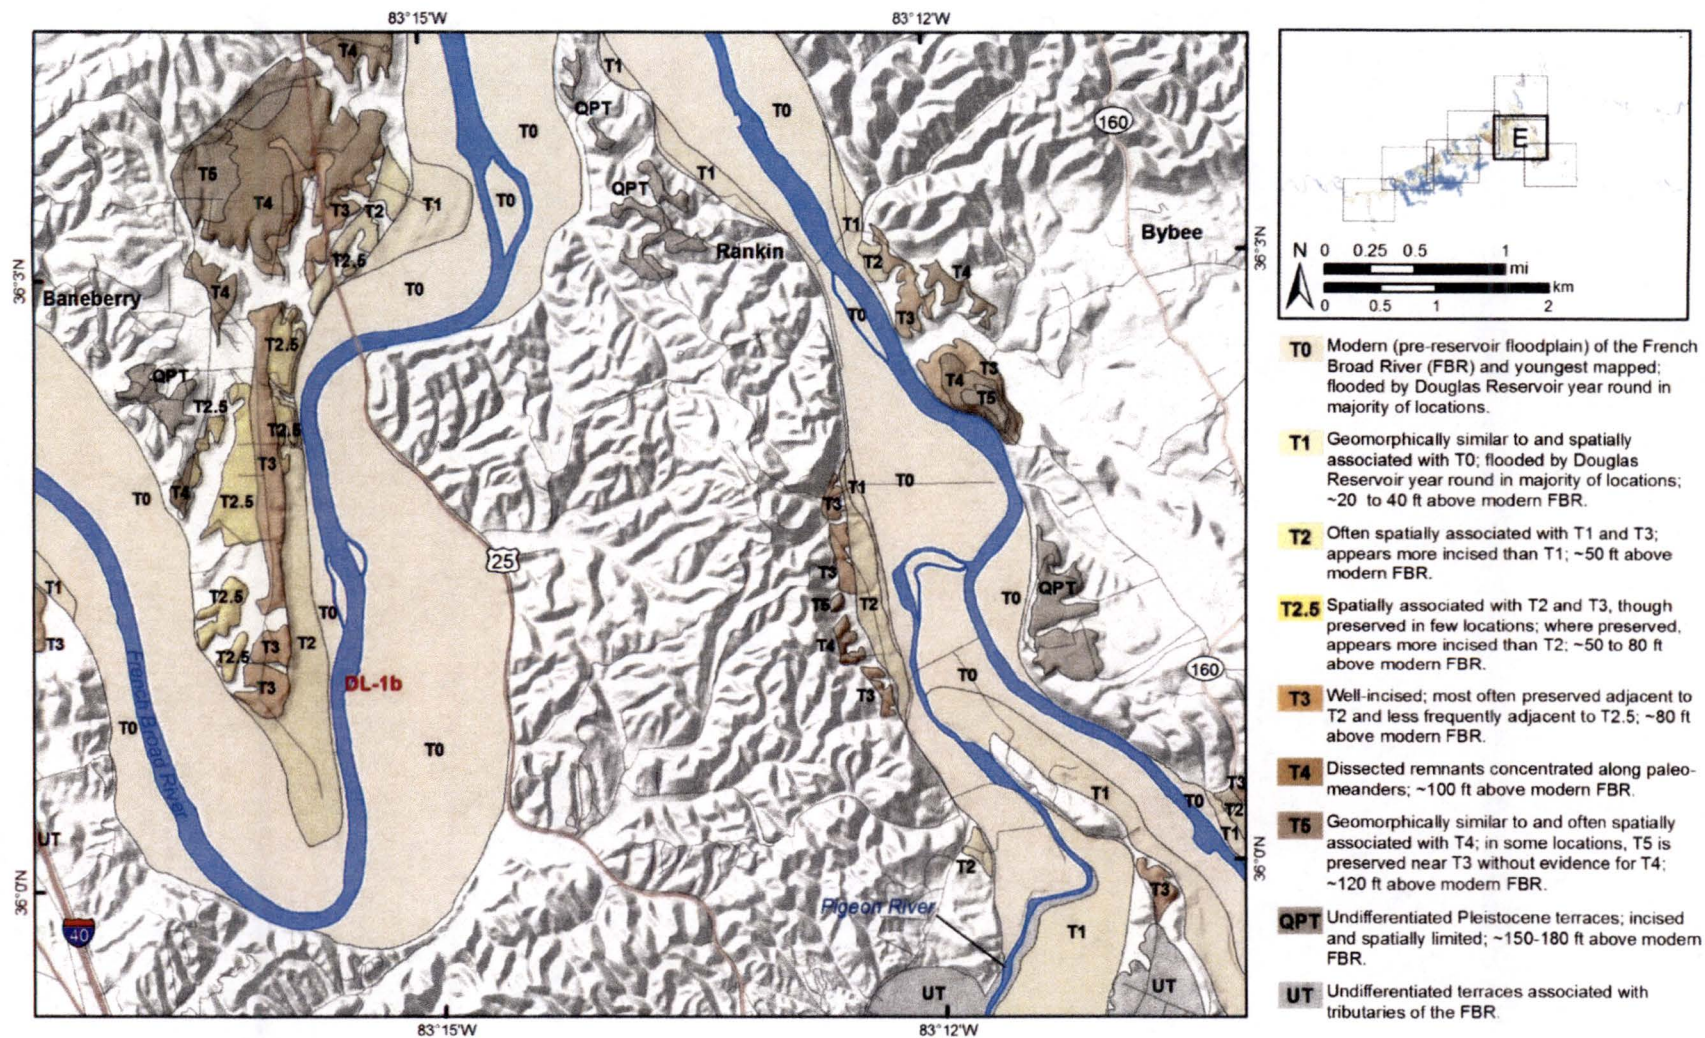 83°15'W
83°12'W
T4
T1
QPT
T0
T0
160
E
T5
T4
QPT
T1
T3
T2
T1
T0
T1
Bybee
Rankin
T2.5
T2
T4
36°3'N
36°3'N
N
0 0.25 0.5 1
mi
km
0 0.5 1 2
Baneberry
T4
T0
T0
T3
T2.5
T3
T4
T5
QPT
T2.5
T2.5
T3
T0
T4
T2.5
T1
T0
T3
25
T1
T3
T2.5
T0
T3
T5
T2
T0
QPT
T3
T2.5
T3
T2
T4
T3
T0
160
DL-1b
French Broad River
T0
T0
T1
T0
T3
T2
T1
UT
T2
T3
36°0'N
36°0'N
Pigeon River
40
T1
UT
UT
83°15'W
83°12'W
T0 Modern (pre-reservoir floodplain) of the French
Broad River (FBR) and youngest mapped;
flooded by Douglas Reservoir year round in
majority of locations.
T1 Geomorphically similar to and spatially
associated with T0; flooded by Douglas
Reservoir year round in majority of locations;
~20 to 40 ft above modern FBR.
T2 Often spatially associated with T1 and T3;
appears more incised than T1; ~50 ft above
modern FBR.
T2.5 Spatially associated with T2 and T3, though
preserved in few locations; where preserved,
appears more incised than T2; ~50 to 80 ft
above modern FBR.
T3 Well-incised; most often preserved adjacent to
T2 and less frequently adjacent to T2.5; ~80 ft
above modern FBR.
T4 Dissected remnants concentrated along paleo-
meanders; ~100 ft above modern FBR.
T5 Geomorphically similar to and often spatially
associated with T4; in some locations, T5 is
preserved near T3 without evidence for T4;
~120 ft above modern FBR.
QPT Undifferentiated Pleistocene terraces; incised
and spatially limited; ~150-180 ft above modern
FBR.
UT Undifferentiated terraces associated with
tributaries of the FBR.